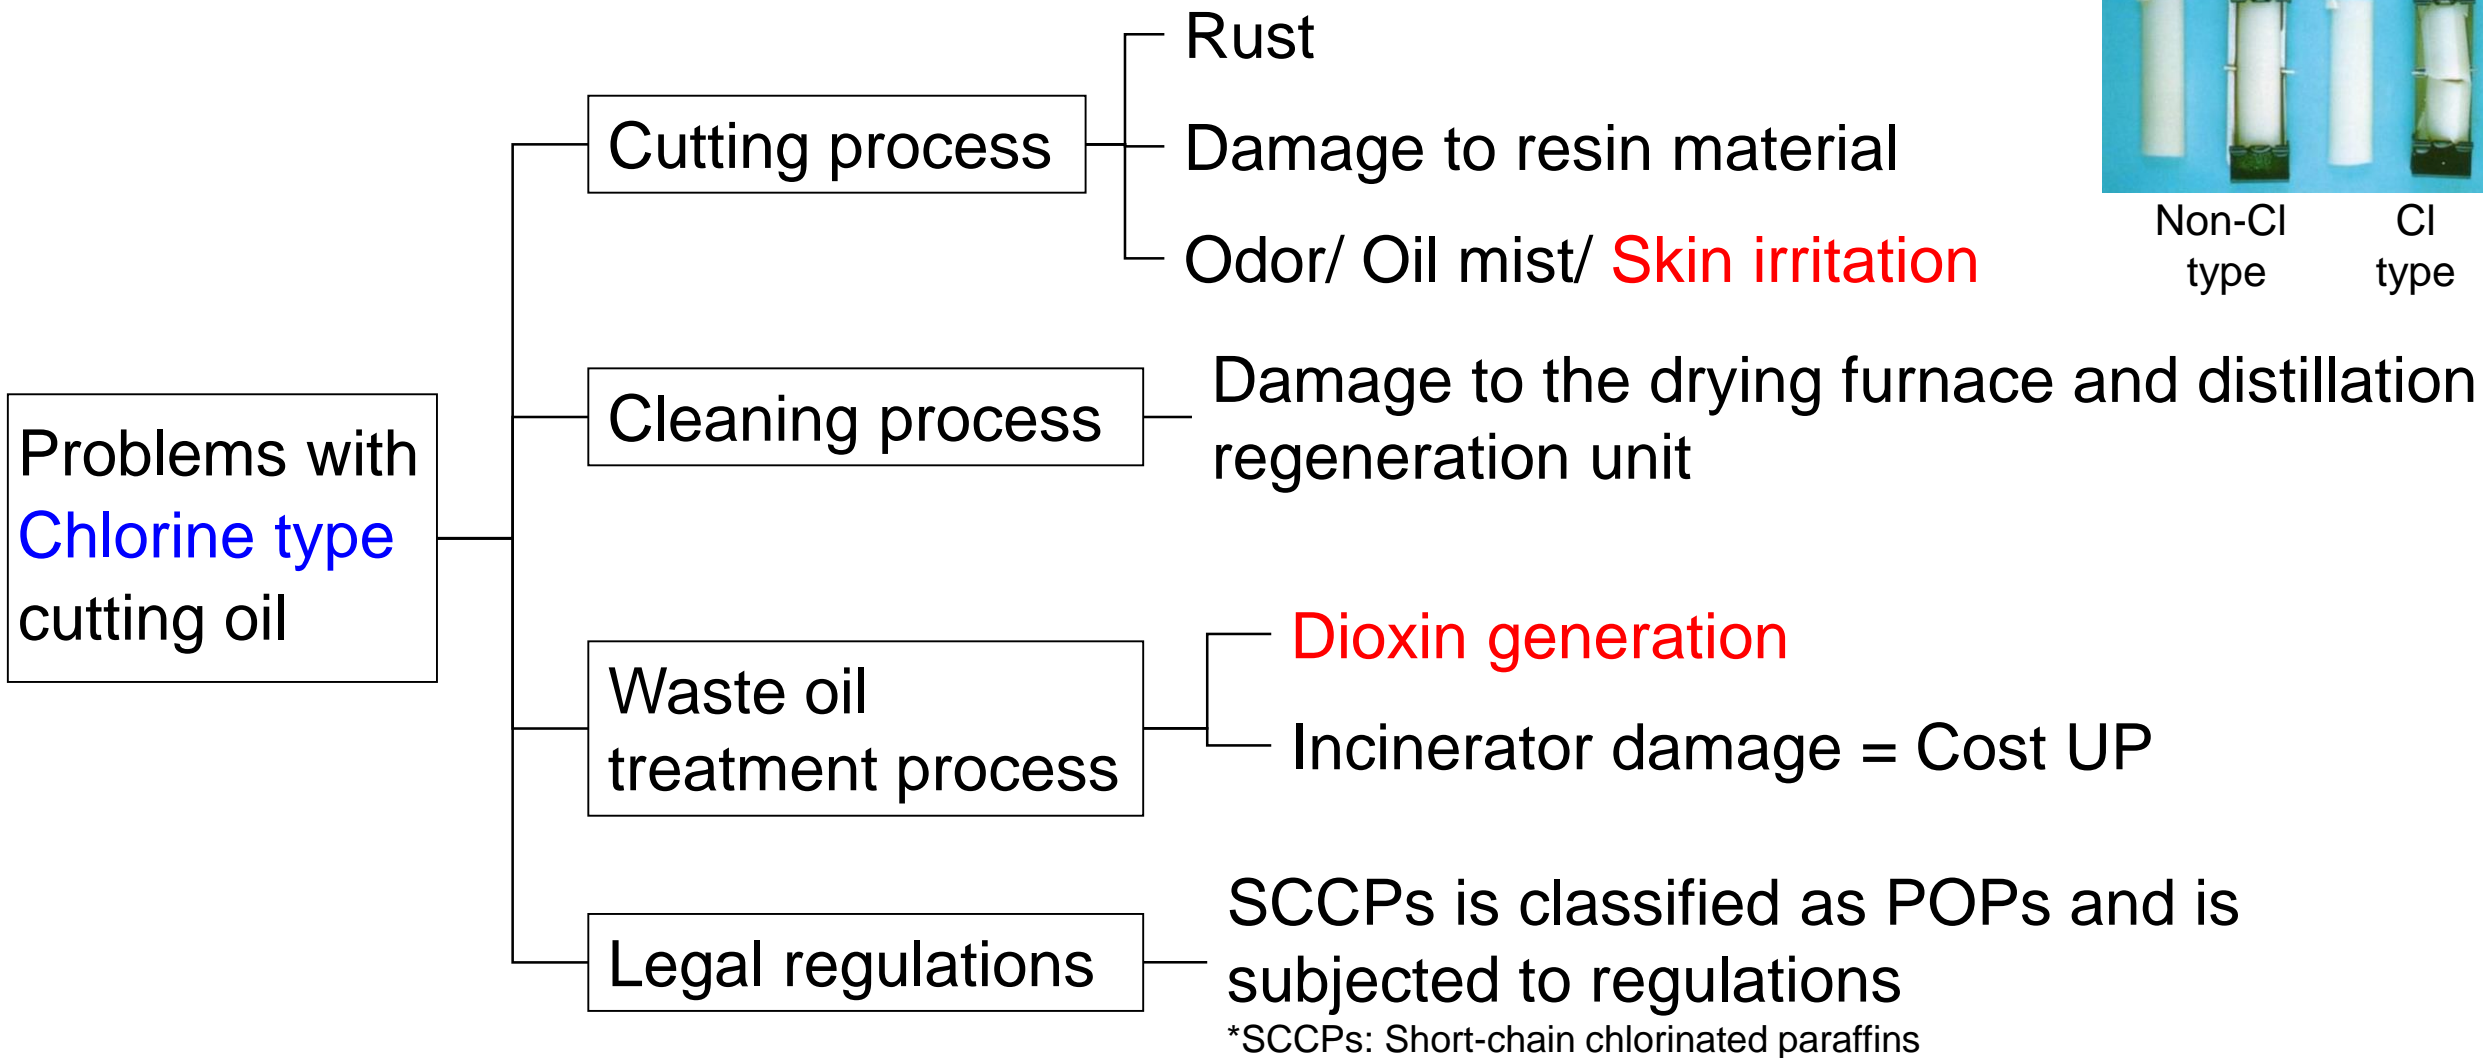 Rust
Cutting process
Damage to resin material
Odor/ Oil mist/ Skin irritation
Non-Cl
type
Cl
type
Problems with
Chlorine type
cutting oil
Cleaning process
Damage to the drying furnace and distillation
regeneration unit
Waste oil
treatment process
Dioxin generation
Incinerator damage = Cost UP
Legal regulations
SCCPs is classified as POPs and is
subjected to regulations
*SCCPs: Short-chain chlorinated paraffins